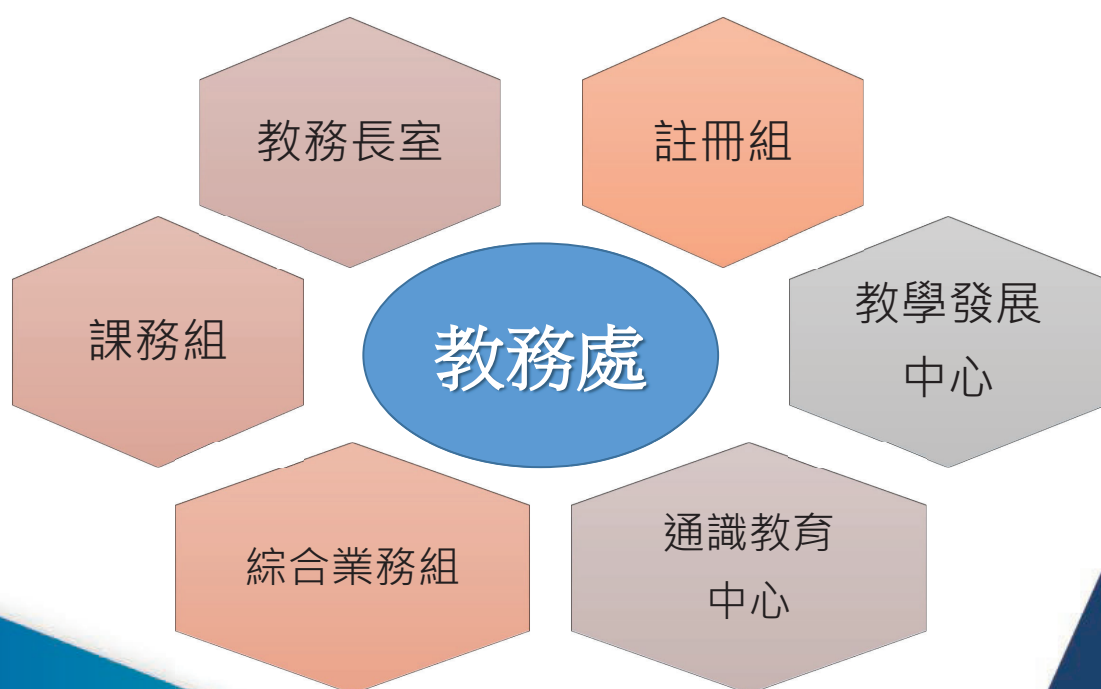 教務長室
註冊組
課務組
教務處
教學發展
中心
綜合業務組
通識教育
中心